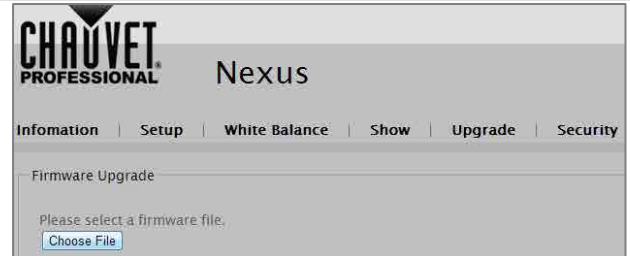 CHAUVET
PROFESSIONAL
Nexus
Infomation | Setup | White Balance | Show | Upgrade | Security
Firmware Upgrade
Please select a firmware file.
Choose File